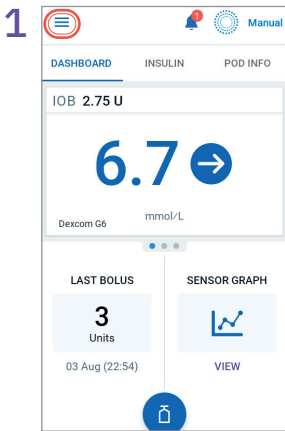 1
1
Manual
DASHBOARD INSULIN POD INFO
IOB 2.75 U
6.7
mmol/L
Dexcom G6
LAST BOLUS
3
Units
03 Aug (22:54)
SENSOR GRAPH
VIEW